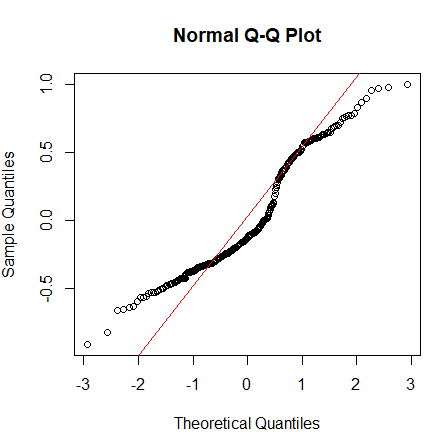 Normal Q-Q Plot
1.0
0.5
0.0
-0.5
Sample Quantiles
-3 -2 -1 0 1 2 3
Theoretical Quantiles